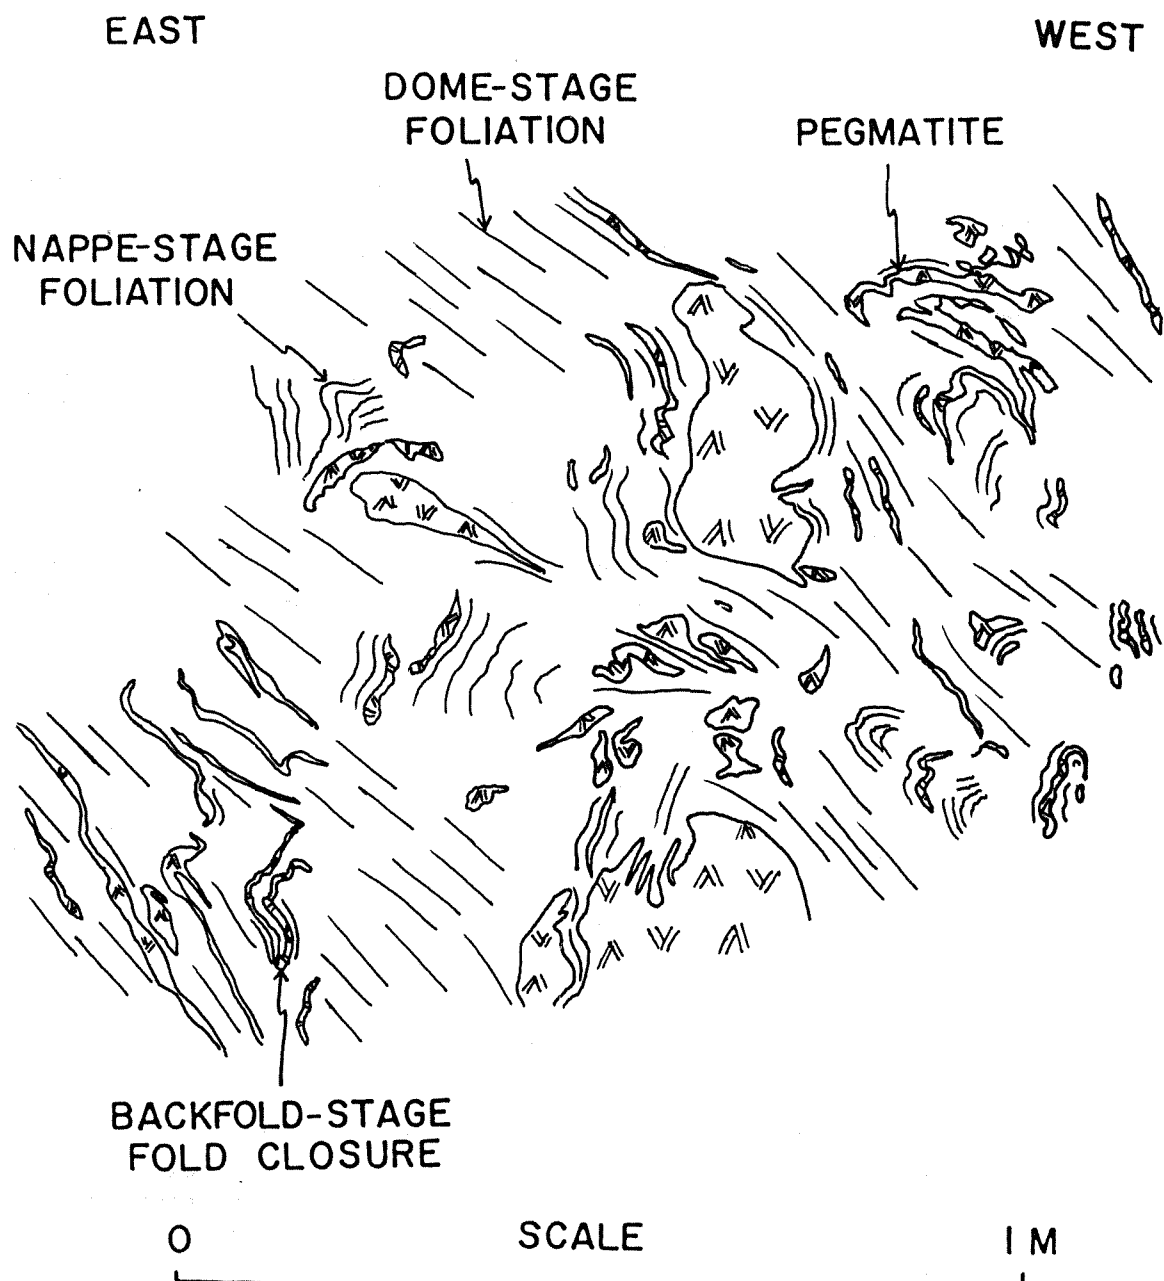 EAST
WEST
DOME-STAGE
FOLIATION
PEGMATITE
NAPPE-STAGE
FOLIATION
BACKFOLD-STAGE
FOLD CLOSURE
0
SCALE
1 M